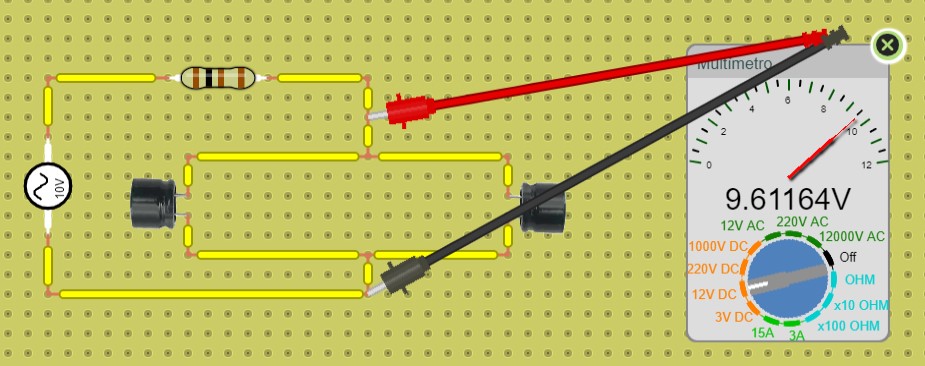 10V
Multimetro
0
2
4
6
8
10
12
9.61164V
12V AC
220V AC
12000V AC
1000V DC
Off
220V DC
OHM
12V DC
x10 OHM
3V DC
x100 OHM
15A
3A